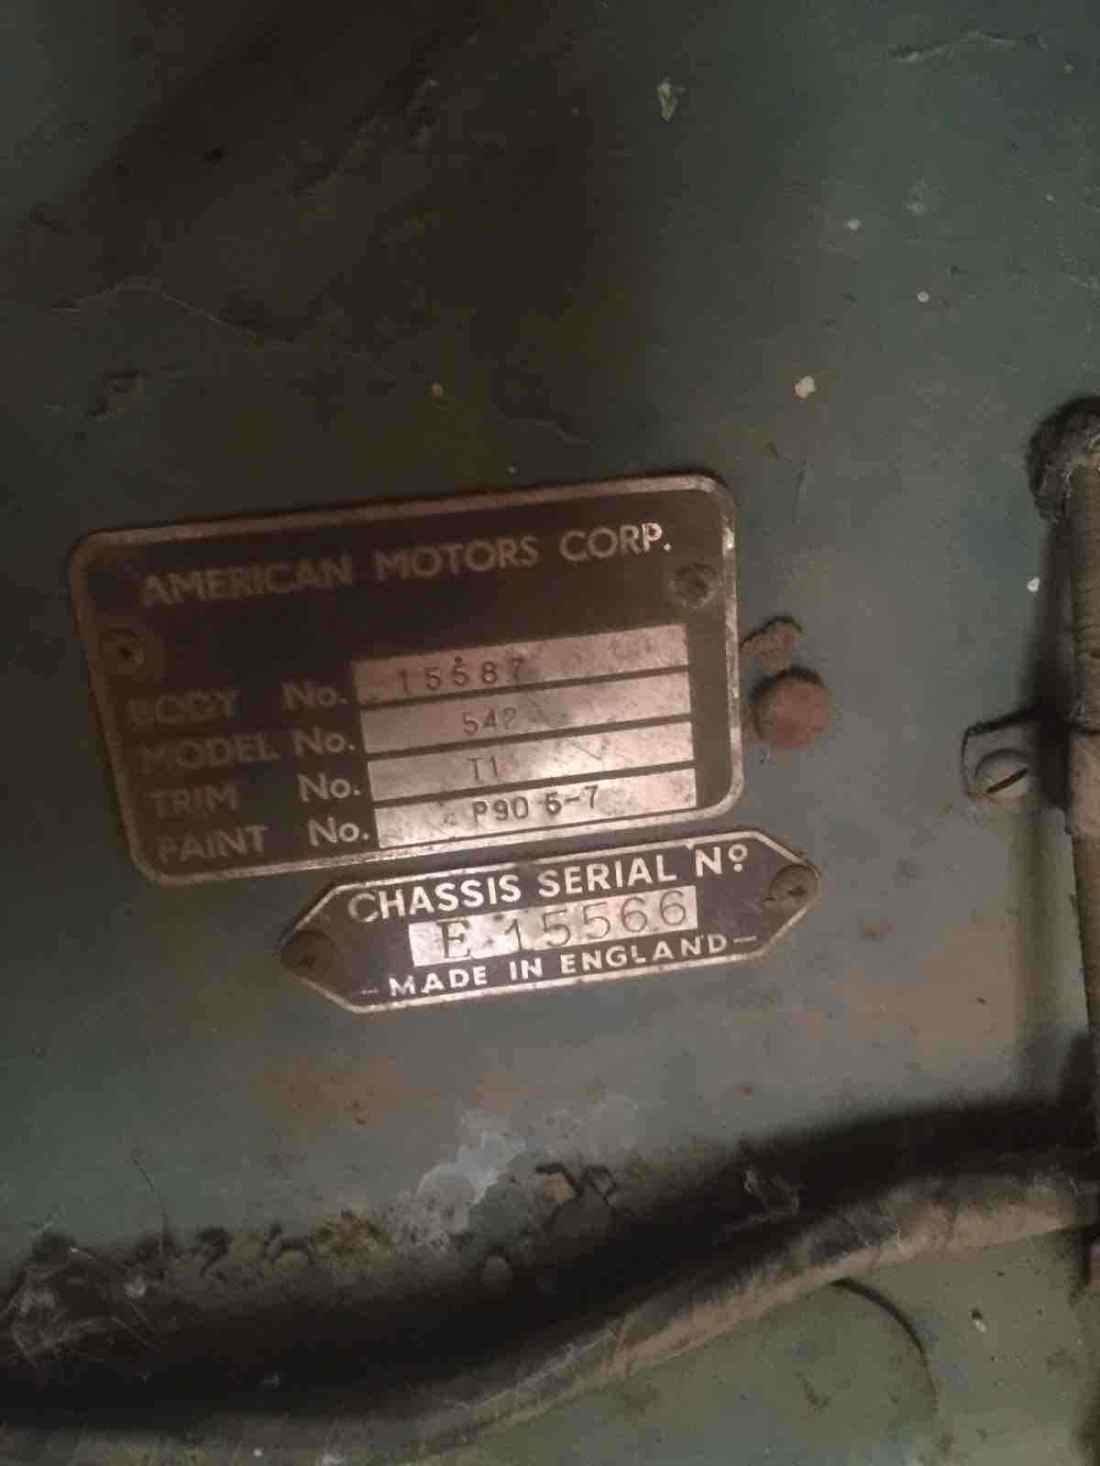 AMERICAN MOTORS CORP.
BODY No. 15587
MODEL No. 542
TRIM No. T1
PAINT No. P90 5-7
CHASSIS SERIAL Nº
E 15566
-MADE IN ENGLAND-